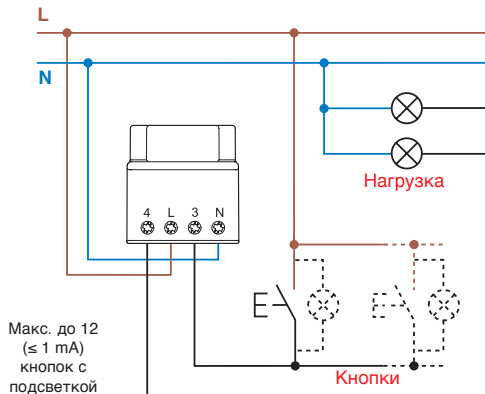 L
N
Нагрузка
4 L 3 N
Макс. до 12
(≤ 1 mA)
кнопок с
подсветкой
Кнопки